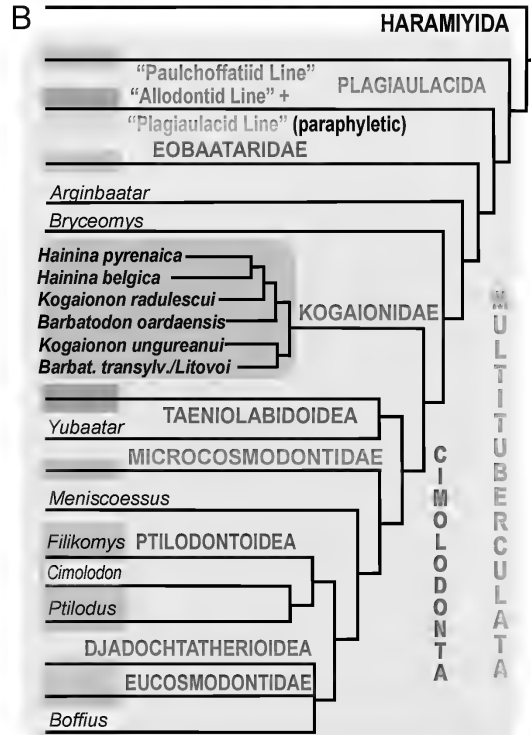 B
HARAMIYIDA
“Paulchoffatiid Line”
PLAGIAULACIDA
“Allodontid Line” +
“Plagiaulacid Line” (paraphyletic)
EOBAATARIDAE
Arginbaatar
Bryceomys
Hainina pyrenaica
Hainina belgica
Kogaionon radulescui
KOGAIONIDAE
Barbatodon oardaensis
Kogaionon ungureanui
Barbat. transylv./Litovoi
TAENIOLABIDOIDEA
Yubaatar
MICROCOSMODONTIDAE
Meniscoessus
Filikomys PTILODONTOIDEA
Cimolodon
Ptilodus
DJADOCHTATHERIOIDEA
EUCOSMODONTIDAE
Boffius
CIMOLODONTA
MULTITUBERCULATA